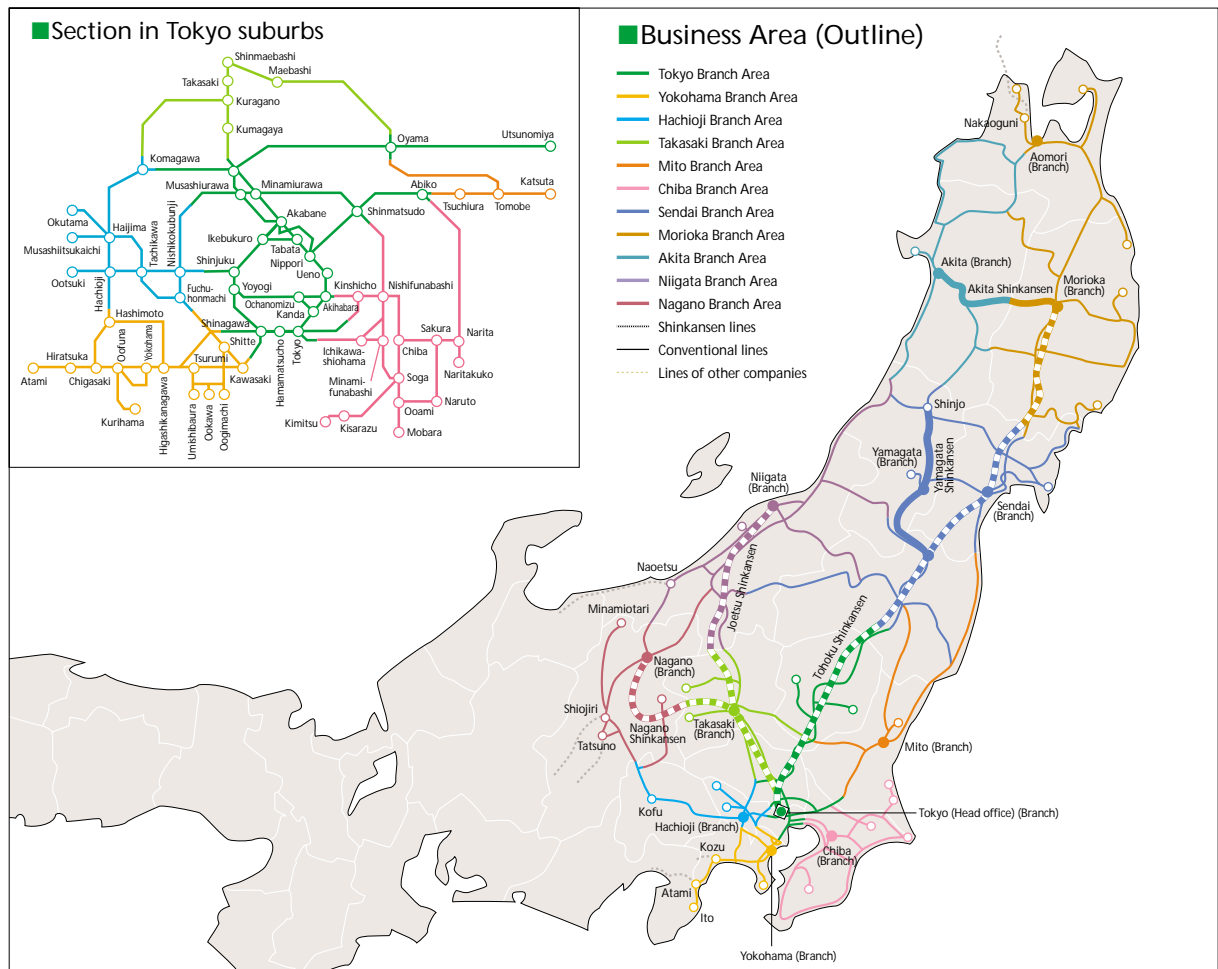 Section in Tokyo suburbs
Shinmaebashi
Maebashi
Takasaki
Kuragano
Kumagaya
Oyama
Utsunomiya
Komagawa
Musashiurawa
Minamiurawa
Abiko
Katsuta
Tsuchiura
Tomobe
Okutama
Haijima
Tachikawa
Nishikokubunji
Akabane
Shinmatsudo
Musashiitsukaichi
Ikebukuro
Tabata
Nippori
Ueno
Ootsuki
Hachioji
Shinjuku
Yoyogi
Kinshicho
Nishifunabashi
Fuchu-
honmachi
Ochanomizu
Kanda
Akihabara
Hashimoto
Shinagawa
Shitte
Hamamatsucho
Tokyo
Ichikawa-
shiohama
Minami-
funabashi
Sakura
Narita
Chiba
Naritakuko
Hiratsuka
Oofuna
Yokohama
Tsurumi
Kawasaki
Atami
Chigasaki
Soga
Kurihama
Higashikanagawa
Umishibaura
Ookawa
Oogimachi
Kimitsu
Kisarazu
Ooami
Naruto
Mobara
Business Area (Outline)
Tokyo Branch Area
Yokohama Branch Area
Hachioji Branch Area
Takasaki Branch Area
Mito Branch Area
Chiba Branch Area
Sendai Branch Area
Morioka Branch Area
Akita Branch Area
Niigata Branch Area
Nagano Branch Area
Shinkansen lines
Conventional lines
Lines of other companies
Nakaoguni
Aomori
(Branch)
Akita (Branch)
Akita Shinkansen
Morioka
(Branch)
Shinjo
Yamagata
(Branch)
Yamagata
Shinkansen
Sendai
(Branch)
Niigata
(Branch)
Joetsu Shinkansen
Naoetsu
Minamiotari
Tohoku Shinkansen
Nagano
(Branch)
Shiojiri
Nagano
Shinkansen
Takasaki
(Branch)
Tatsuno
Mito (Branch)
Kofu
Hachioji (Branch)
Tokyo (Head office) (Branch)
Kozu
Chiba
(Branch)
Atami
Ito
Yokohama (Branch)